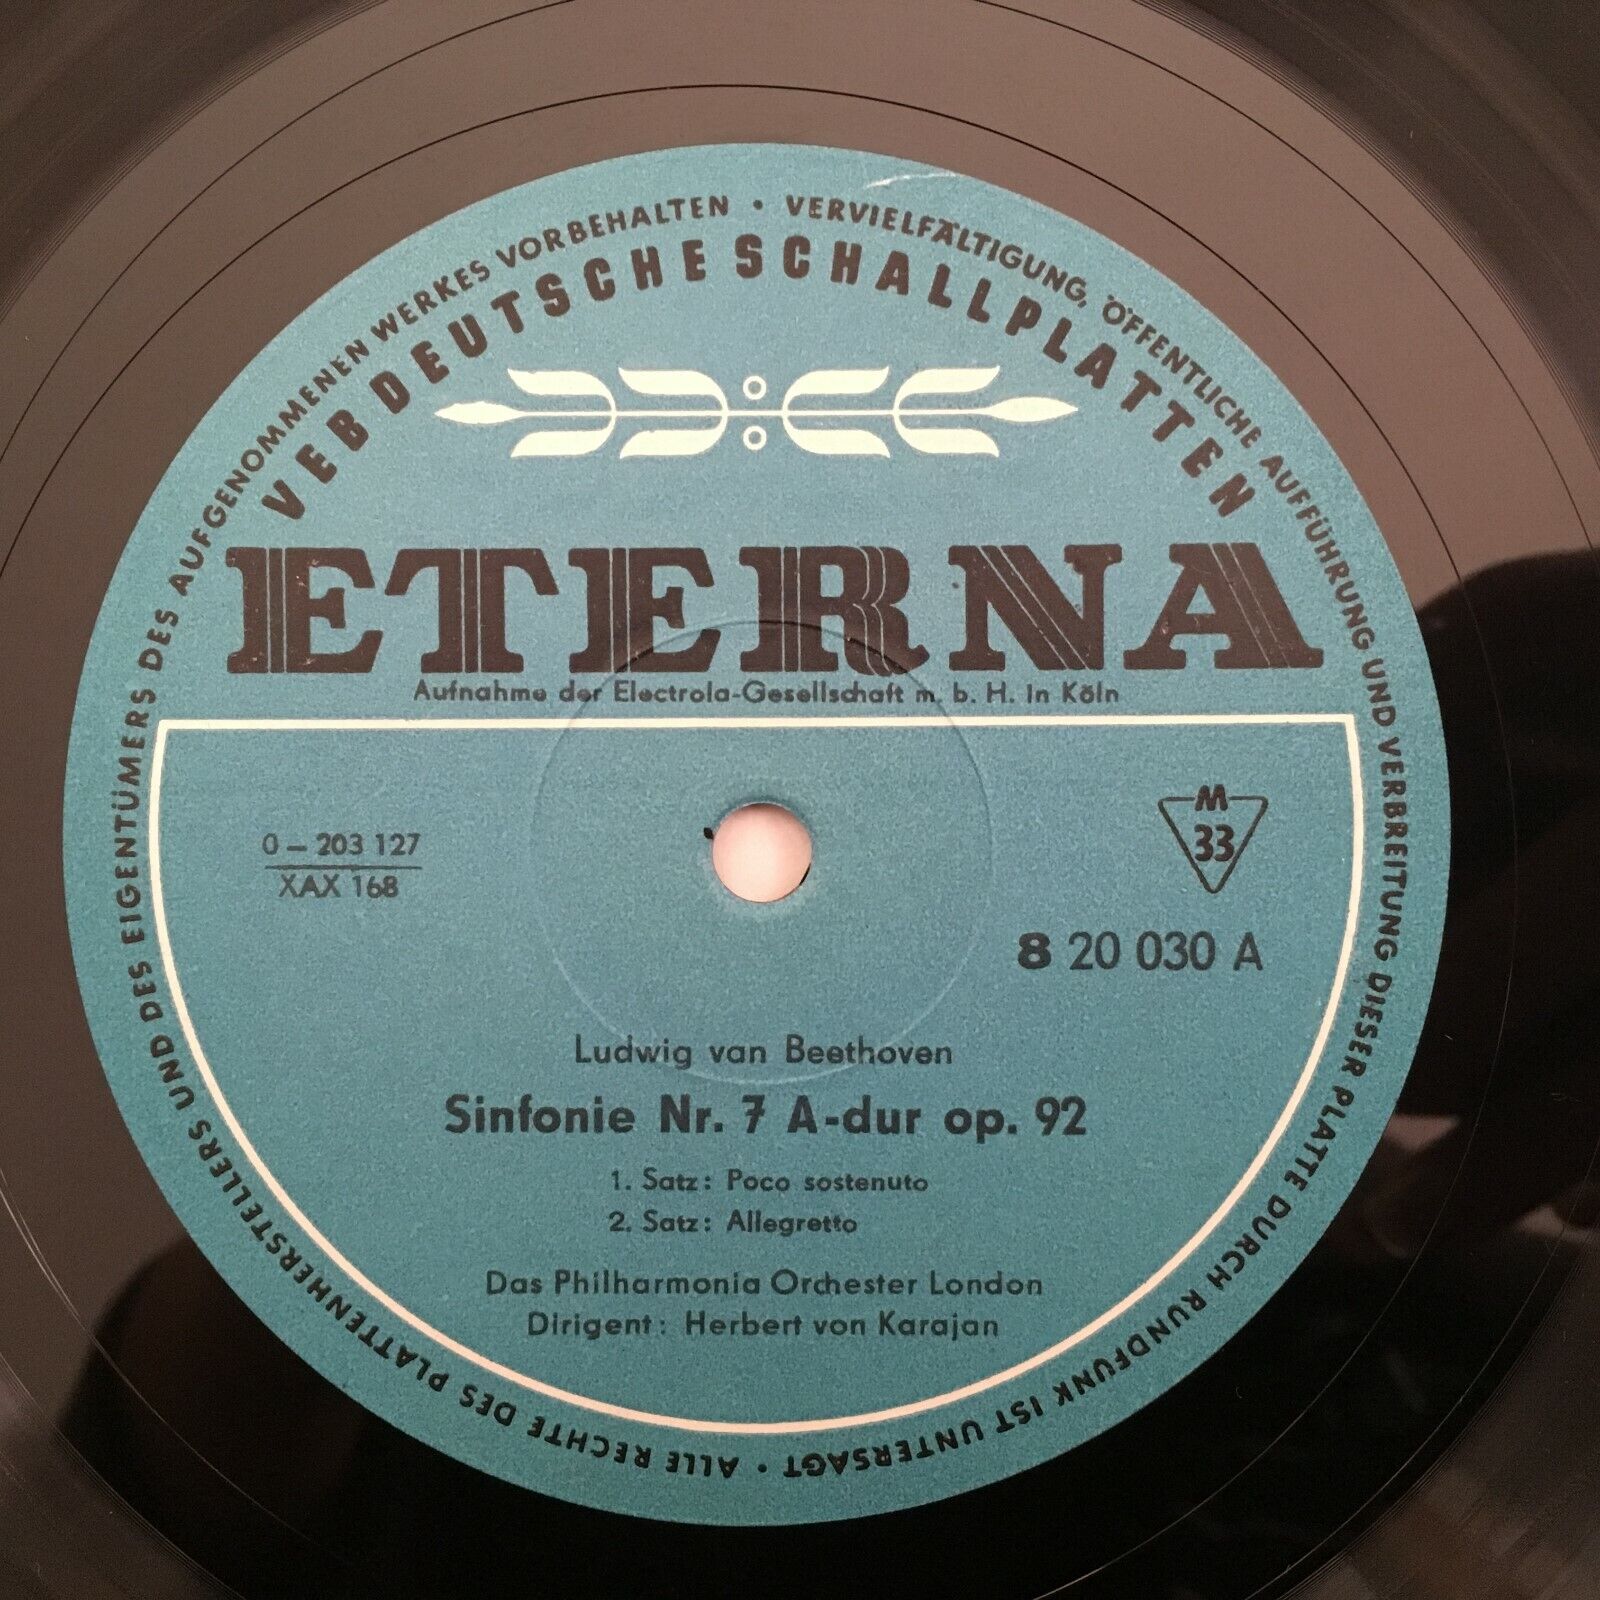 ALLE RECHTE DES PLATTENHERSTELLERS UND DES EIGENTÜMERS DES AUFGENOMMENEN WERKES VORBEHALTEN · VERVIELFÄLTIGUNG, ÖFFENTLICHE AUFFÜHRUNG UND VERBREITUNG DIESER PLATTE DURCH RUNDFUNK IST UNTERSAGT ·
VEB DEUTSCHE SCHALLPLATTEN
ETERNA
Aufnahme der Electrola-Gesellschaft m. b. H. in Köln
0 – 203 127
XAX 168
M
33
8 20 030 A
Ludwig van Beethoven
Sinfonie Nr. 7 A-dur op. 92
1. Satz: Poco sostenuto
2. Satz: Allegretto
Das Philharmonia Orchester London
Dirigent: Herbert von Karajan